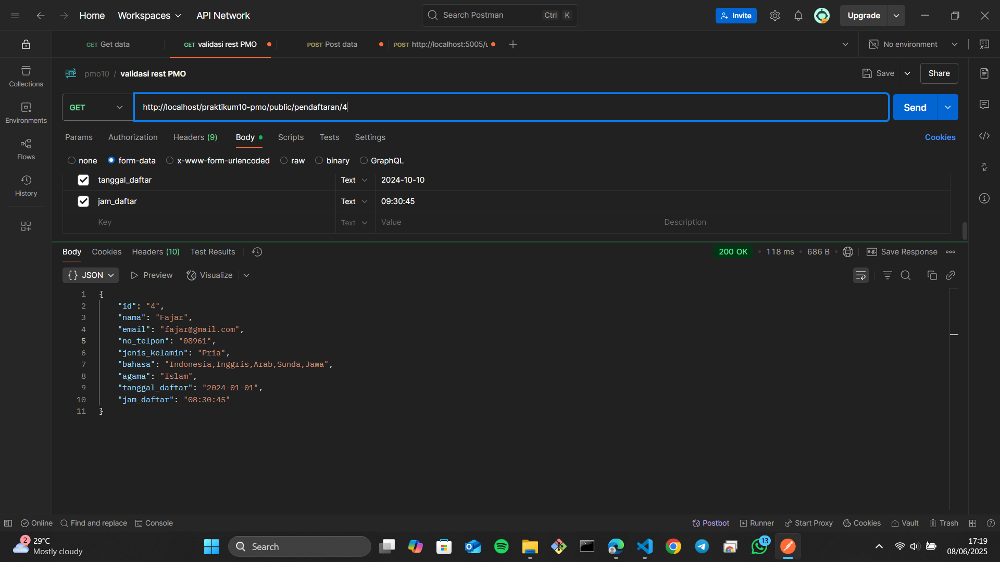 Home Workspaces API Network Search Postman Ctrl K Invite Upgrade
GET Get data GET validasi rest PMO POST Post data POST http://localhost:5005/u No environment
HTTP pmo10 / validasi rest PMO Save Share
GET http://localhost/praktikum10-pmo/public/pendaftaran/4 Send
Params Authorization Headers (9) Body Scripts Tests Settings Cookies
none form-data x-www-form-urlencoded raw binary GraphQL
tanggal_daftar Text 2024-10-10
jam_daftar Text 09:30:45
Key Text Value Description
Collections
Environments
Flows
History
Body Cookies Headers (10) Test Results 200 OK 118 ms 686 B e.g. Save Response
{} JSON Preview Visualize
1 {
2 "id": "4",
3 "nama": "Fajar",
4 "email": "fajar@gmail.com",
5 "no_telpon": "08961",
6 "jenis_kelamin": "Pria",
7 "bahasa": "Indonesia,Inggris,Arab,Sunda,Jawa",
8 "agama": "Islam",
9 "tanggal_daftar": "2024-01-01",
10 "jam_daftar": "08:30:45"
11 }
Online Find and replace Console Postbot Runner Start Proxy Cookies Vault Trash
2 29°C
Mostly cloudy
Search
13
17:19
08/06/2025